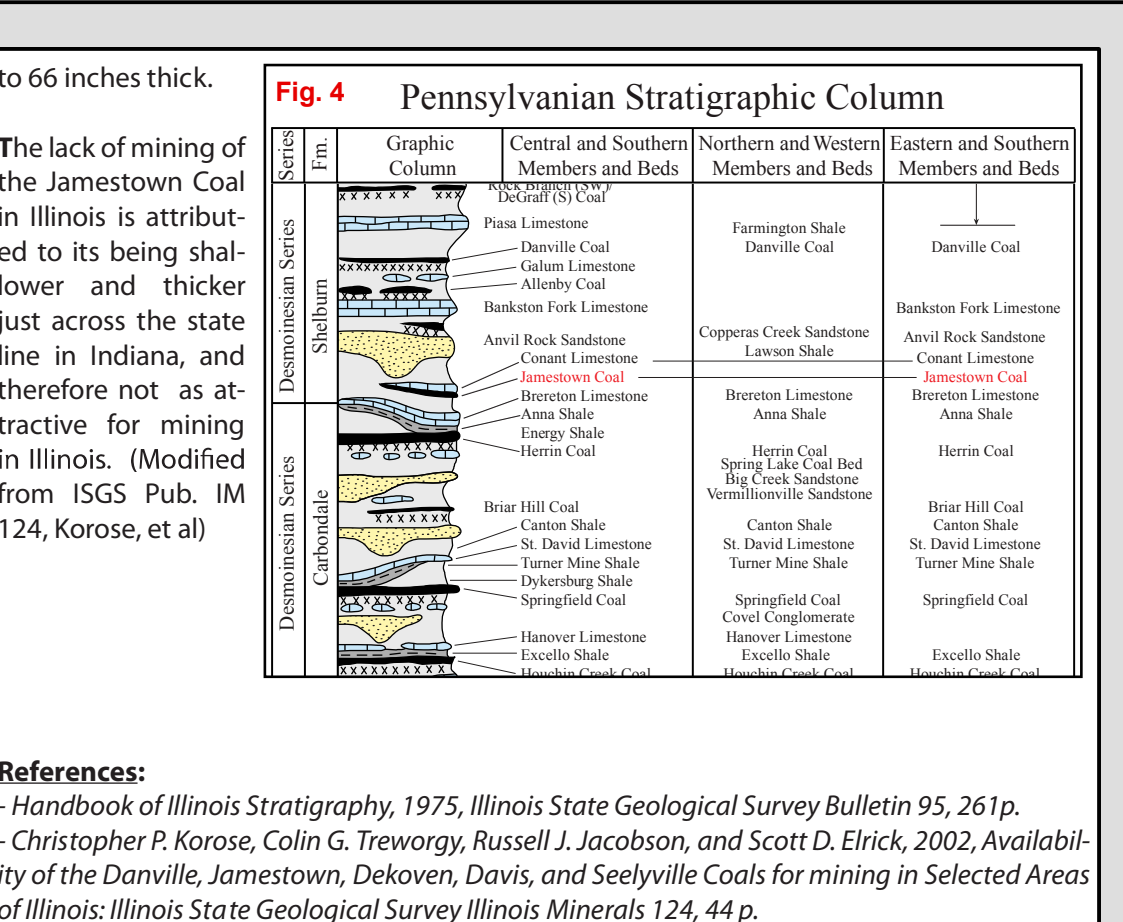 to 66 inches thick.
The lack of mining of
the Jamestown Coal
in Illinois is attribut-
ed to its being shal-
lower and thicker
just across the state
line in Indiana, and
therefore not as at-
tractive for mining
in Illinois. (Modified
from ISGS Pub. IM
124, Korose, et al)
Fig. 4
Pennsylvanian Stratigraphic Column
Series
Fm.
Graphic
Column
Central and Southern
Members and Beds
Northern and Western
Members and Beds
Eastern and Southern
Members and Beds
Desmoinesian Series
Shelburn
Desmoinesian Series
Carbondale
Rock Branch (SW)/
DeGraff (S) Coal
Piasa Limestone
Danville Coal
Galum Limestone
Allenby Coal
Bankston Fork Limestone
Anvil Rock Sandstone
Conant Limestone
Jamestown Coal
Brereton Limestone
Anna Shale
Energy Shale
Herrin Coal
Briar Hill Coal
Canton Shale
St. David Limestone
Turner Mine Shale
Dykersburg Shale
Springfield Coal
Hanover Limestone
Excello Shale
Houchin Creek Coal
Farmington Shale
Danville Coal
Copperas Creek Sandstone
Lawson Shale
Brereton Limestone
Anna Shale
Herrin Coal
Spring Lake Coal Bed
Big Creek Sandstone
Vermillionville Sandstone
Canton Shale
St. David Limestone
Turner Mine Shale
Springfield Coal
Covel Conglomerate
Hanover Limestone
Excello Shale
Houchin Creek Coal
Danville Coal
Bankston Fork Limestone
Anvil Rock Sandstone
Conant Limestone
Jamestown Coal
Brereton Limestone
Anna Shale
Herrin Coal
Briar Hill Coal
Canton Shale
St. David Limestone
Turner Mine Shale
Springfield Coal
Excello Shale
Houchin Creek Coal
References:
- Handbook of Illinois Stratigraphy, 1975, Illinois State Geological Survey Bulletin 95, 261p.
- Christopher P. Korose, Colin G. Treworgy, Russell J. Jacobson, and Scott D. Elrick, 2002, Availabil-
ity of the Danville, Jamestown, Dekoven, Davis, and Seelyville Coals for mining in Selected Areas
of Illinois: Illinois State Geological Survey Illinois Minerals 124, 44 p.